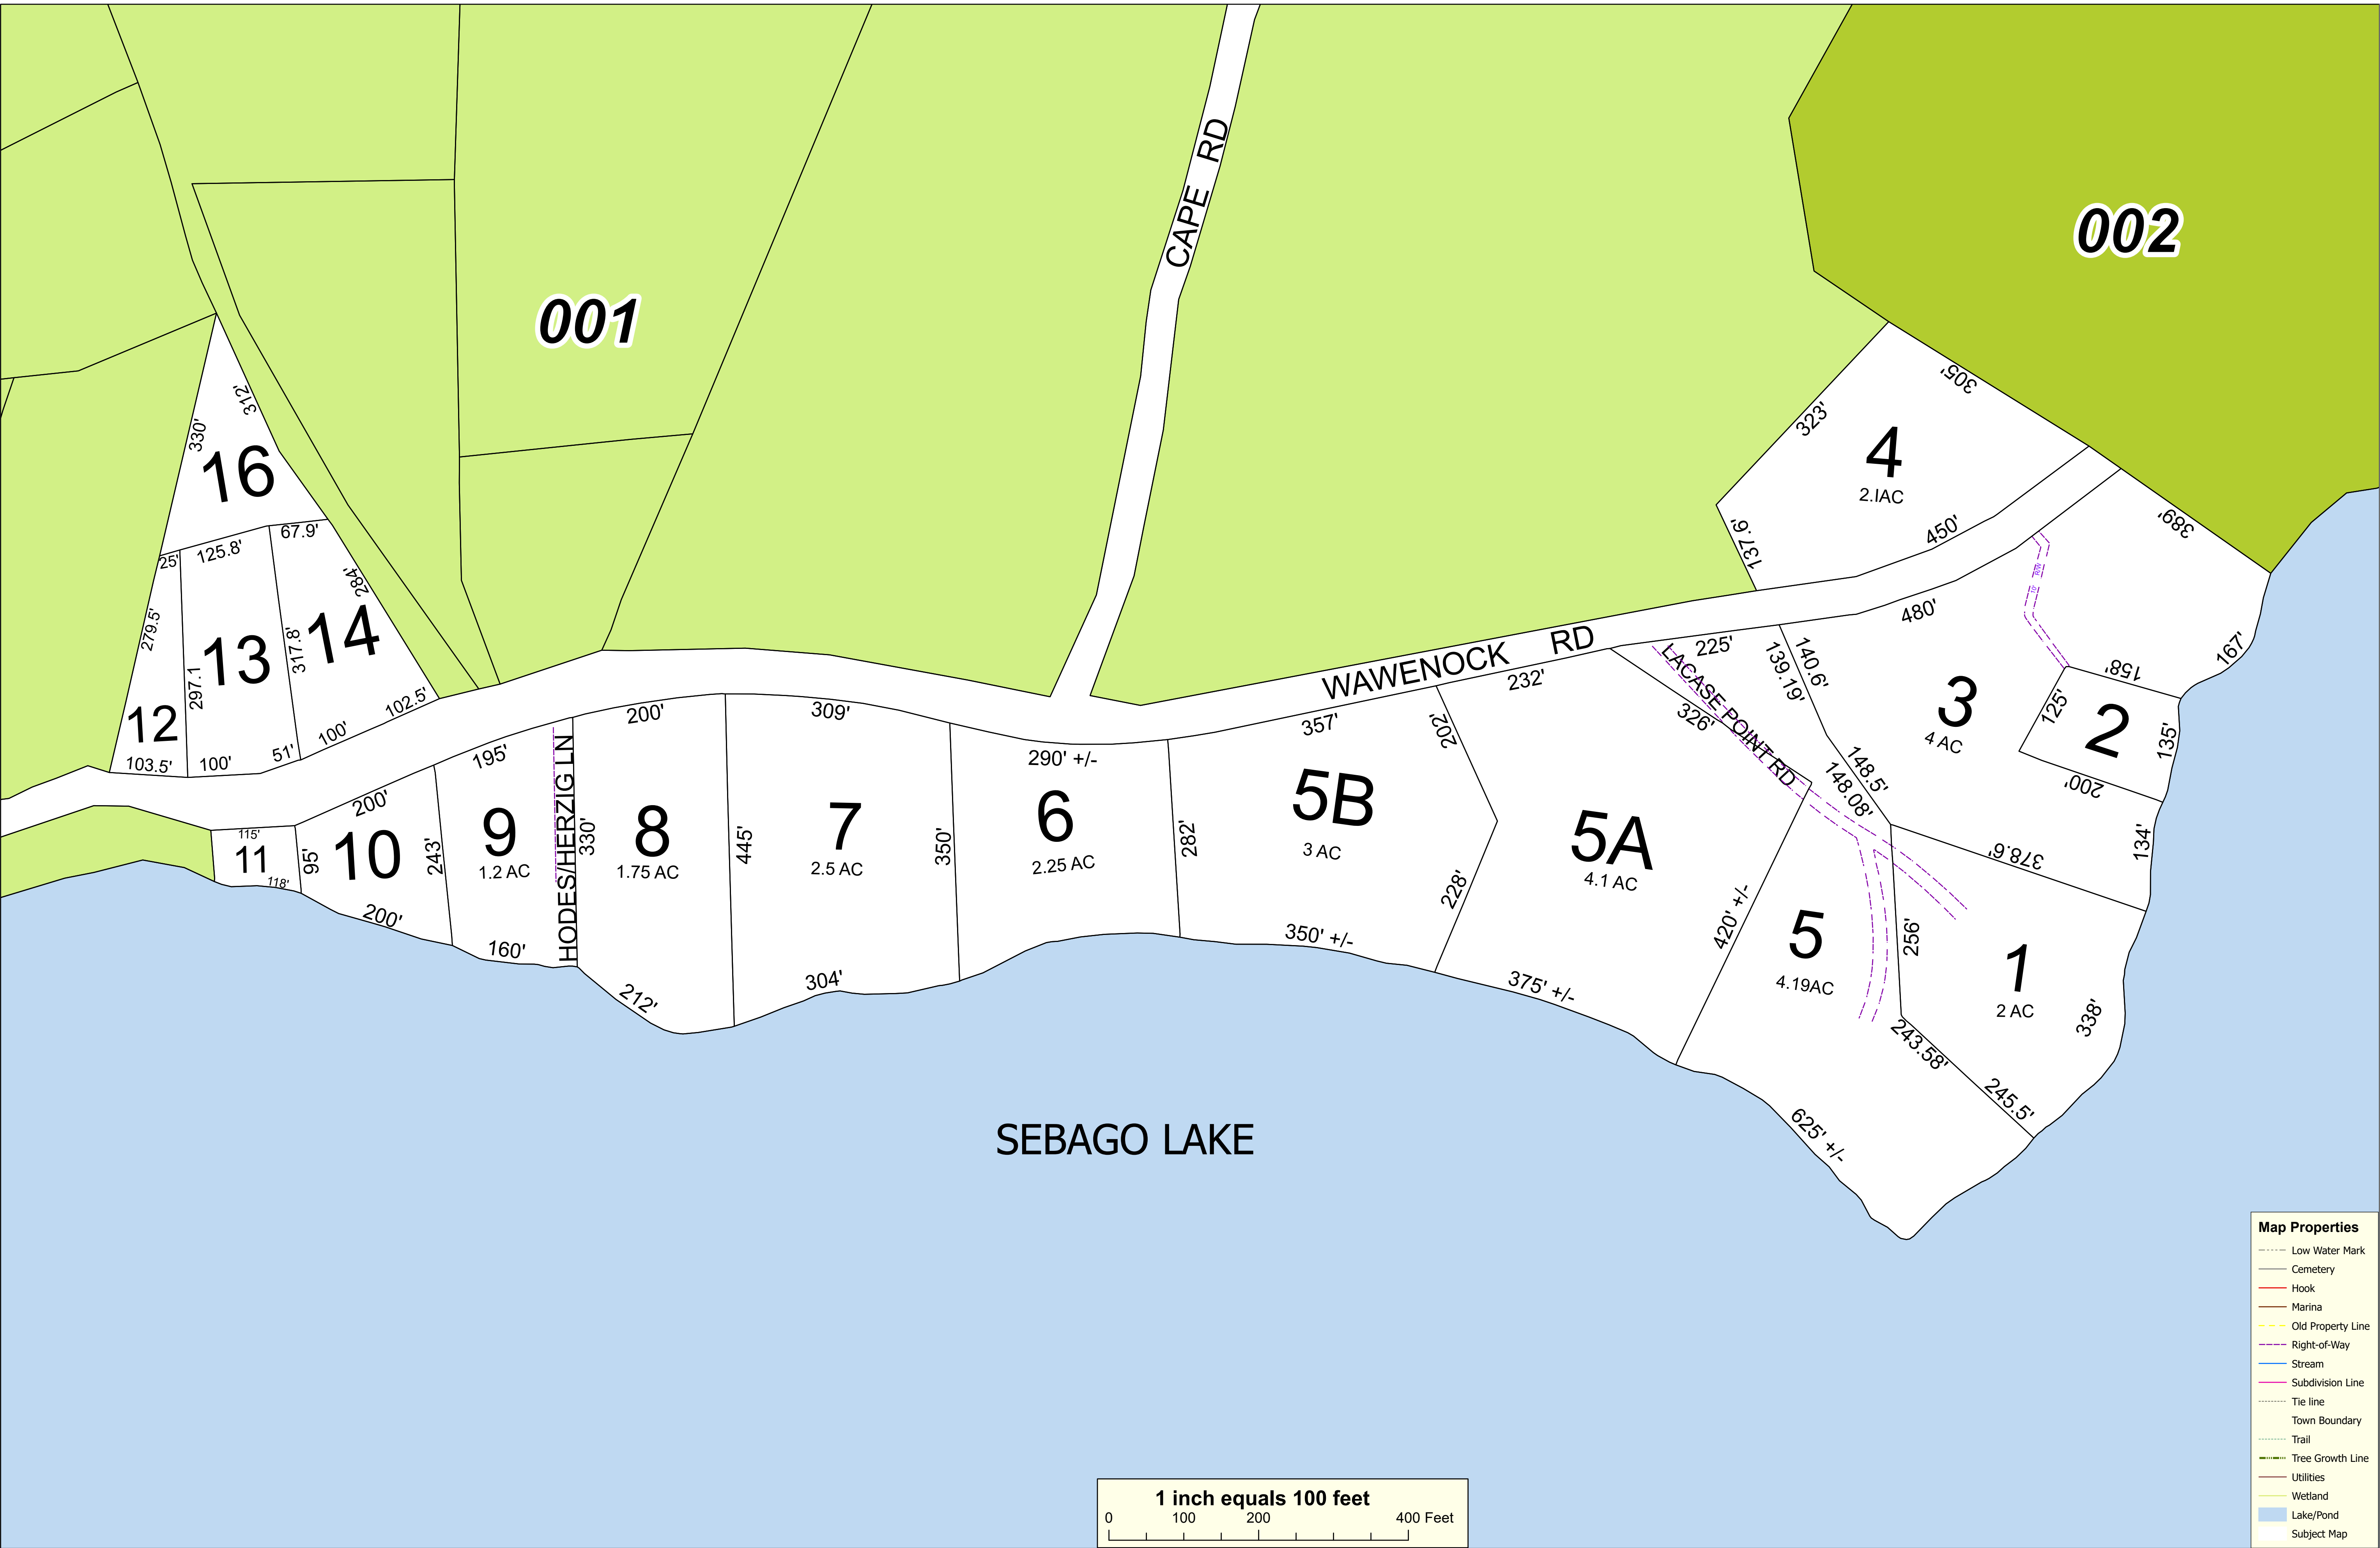 001
002
CAPE RD
WAWENOCK RD
LACASE POINT RD
HODES/HERZIG LN
SEBAGO LAKE
312'
330'
16
67.9'
125.8'
25'
284'
279.5'
317.8'
297.1
14
13
12
102.5'
100'
51'
100'
103.5'
115'
11
118'
95'
200'
10
200'
243'
195'
9
1.2 AC
160'
330'
200'
8
1.75 AC
212'
445'
309'
7
2.5 AC
304'
350'
290' +/-
6
2.25 AC
282'
357'
5B
3 AC
350' +/-
202'
228'
232'
5A
4.1 AC
375' +/-
326'
420' +/-
225'
139.19'
140.6'
148.5'
148.08'
5
4.19AC
625' +/-
256'
243.58'
245.5'
1
2 AC
338'
378.6'
305'
323'
4
2.IAC
137.6'
450'
389'
480'
10' RW
167'
3
4 AC
158'
125'
2
135'
200'
134'
1 inch equals 100 feet
0 100 200 400 Feet
Map Properties
Low Water Mark
Cemetery
Hook
Marina
Old Property Line
Right-of-Way
Stream
Subdivision Line
Tie line
Town Boundary
Trail
Tree Growth Line
Utilities
Wetland
Lake/Pond
Subject Map